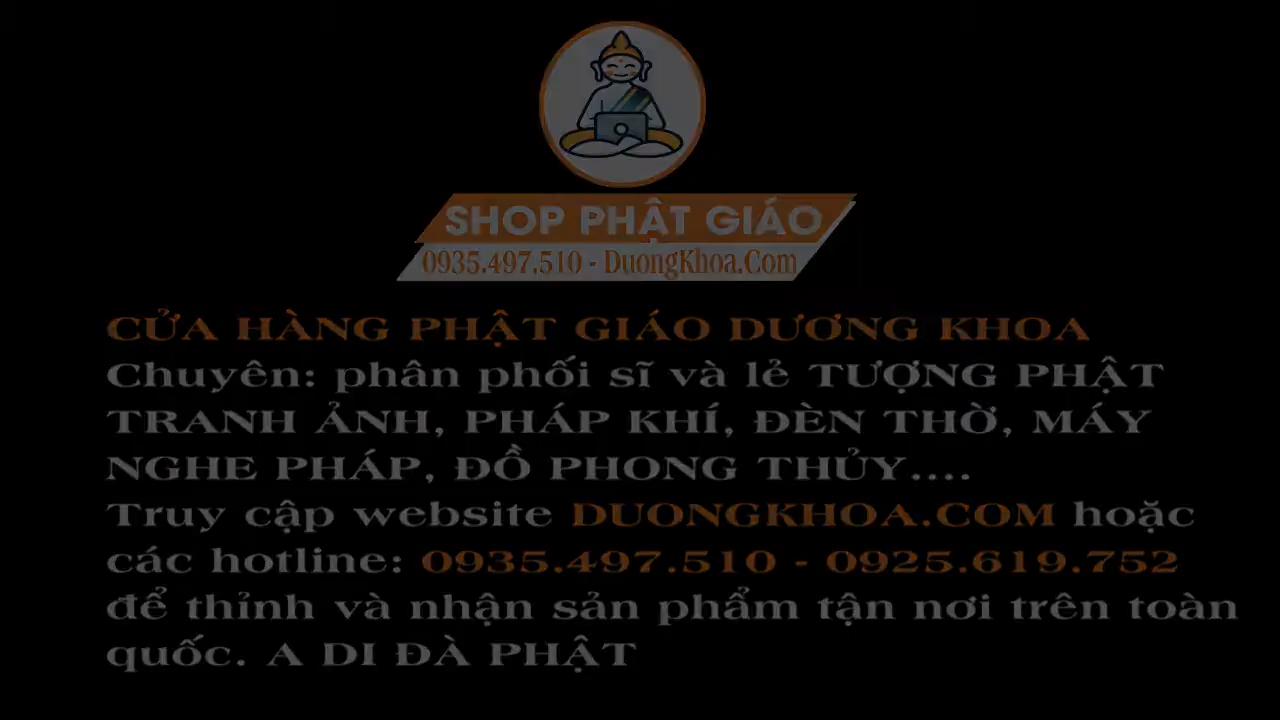 SHOP PHẬT GIÁO
0935.497.510 - DuongKhoa.Com
CỬA HÀNG PHẬT GIÁO DƯƠNG KHOA
Chuyên: phân phối sĩ và lẻ TƯỢNG PHẬT
TRANH ẢNH, PHÁP KHÍ, ĐÈN THỜ, MÁY
NGHE PHÁP, ĐỒ PHONG THỦY....
Truy cập website DUONGKHOA.COM hoặc
các hotline: 0935.497.510 - 0925.619.752
để thỉnh và nhận sản phẩm tận nơi trên toàn
quốc. A DI ĐÀ PHẬT